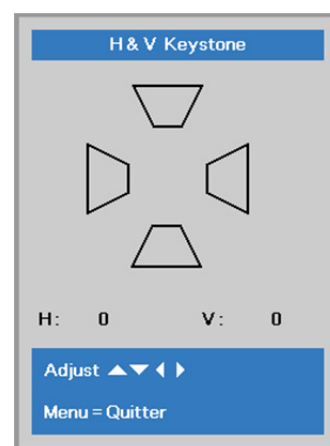 H & V Keystone
H: 0 V: 0
Adjust ▲▼◀ ▶
Menu = Quitter